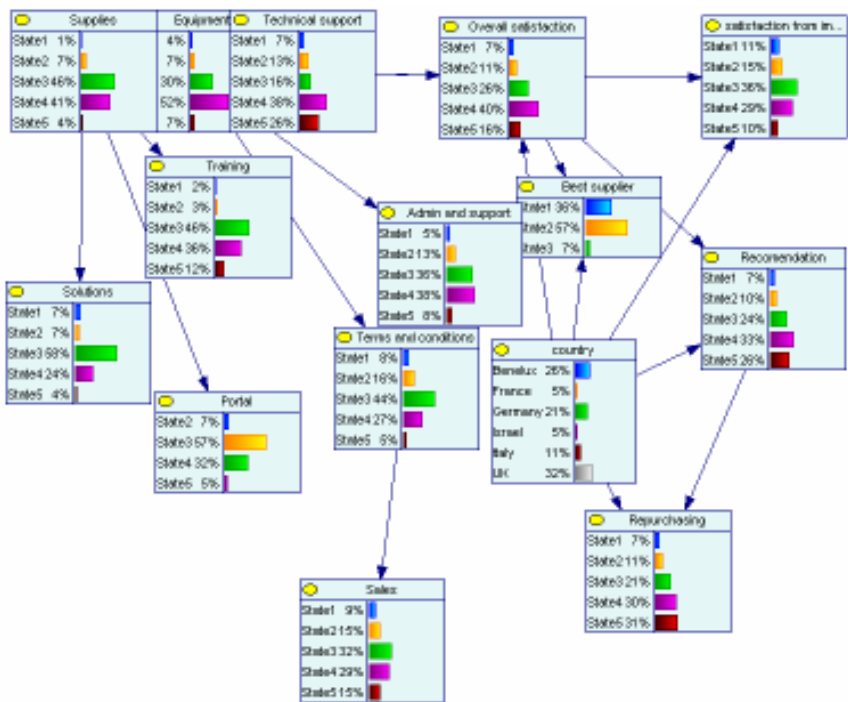 Supplies
State1 1%
State2 7%
State3 46%
State4 41%
State5 4%
Equipment
4%
7%
30%
52%
7%
Technical support
State1 7%
State2 13%
State3 16%
State4 38%
State5 26%
Overall satisfaction
State1 7%
State2 11%
State3 26%
State4 40%
State5 16%
satisfaction from im...
State1 11%
State2 15%
State3 36%
State4 29%
State5 10%
Training
State1 2%
State2 3%
State3 46%
State4 36%
State5 12%
Admin and support
State1 5%
State2 13%
State3 36%
State4 38%
State5 8%
Best supplier
State1 36%
State2 57%
State3 7%
Recomendation
State1 7%
State2 10%
State3 24%
State4 33%
State5 26%
Solutions
State1 7%
State2 7%
State3 58%
State4 24%
State5 4%
Terms and conditions
State1 8%
State2 16%
State3 44%
State4 27%
State5 6%
country
Benelux 26%
France 5%
Germany 21%
Israel 5%
Italy 11%
UK 32%
Portal
State2 7%
State3 57%
State4 32%
State5 5%
Repurchasing
State1 7%
State2 11%
State3 21%
State4 30%
State5 31%
Sales
State1 9%
State2 15%
State3 32%
State4 29%
State5 15%